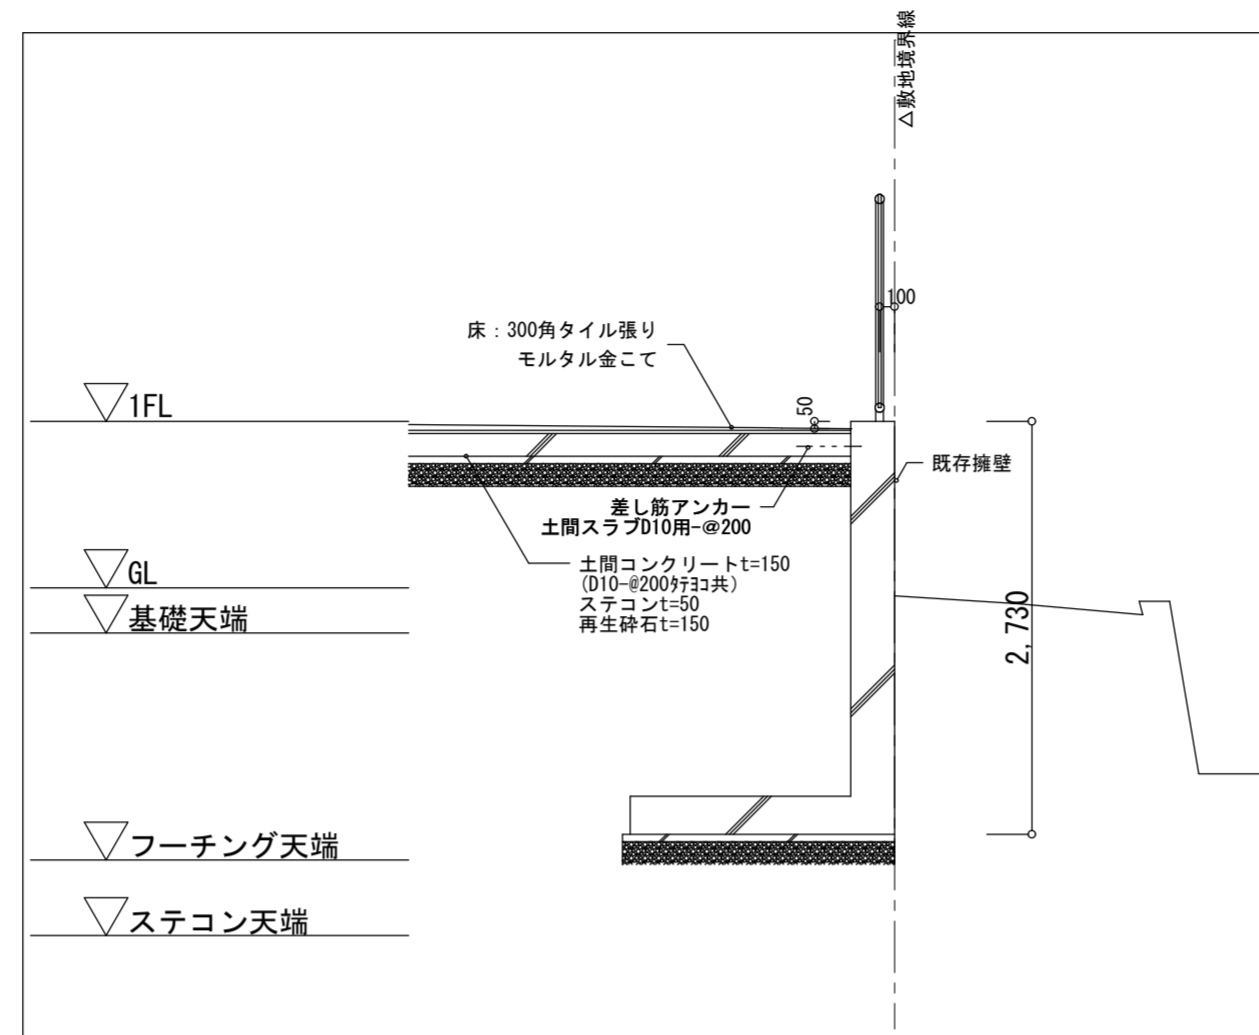 △敷地境界線
100
床：300角タイル張り
モルタル金こて
50
1FL
既存擁壁
差し筋アンカー
土間スラブD10用-@200
土間コンクリートt=150
(D10-@200ﾀﾃﾖｺ共)
ステコンt=50
再生砕石t=150
GL
基礎天端
2,730
フーチング天端
ステコン天端